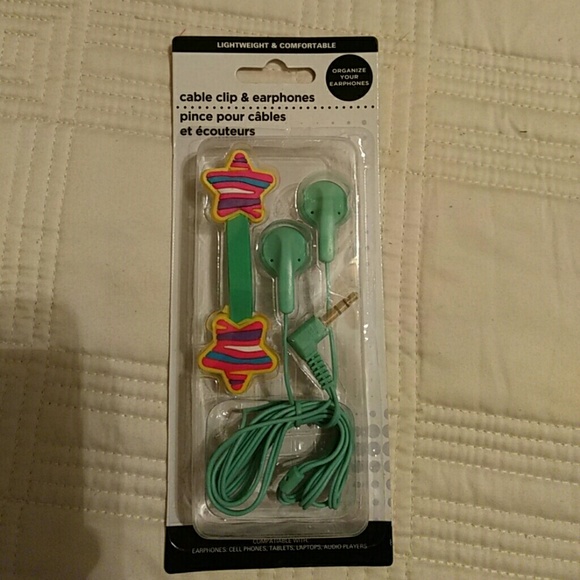 LIGHTWEIGHT & COMFORTABLE
ORGANIZE
YOUR
EARPHONES
cable clip & earphones
pince pour câbles
et écouteurs
COMPATIBLE WITH:
EARPHONES, CELL PHONES, TABLETS, LAPTOPS, AUDIO PLAYERS